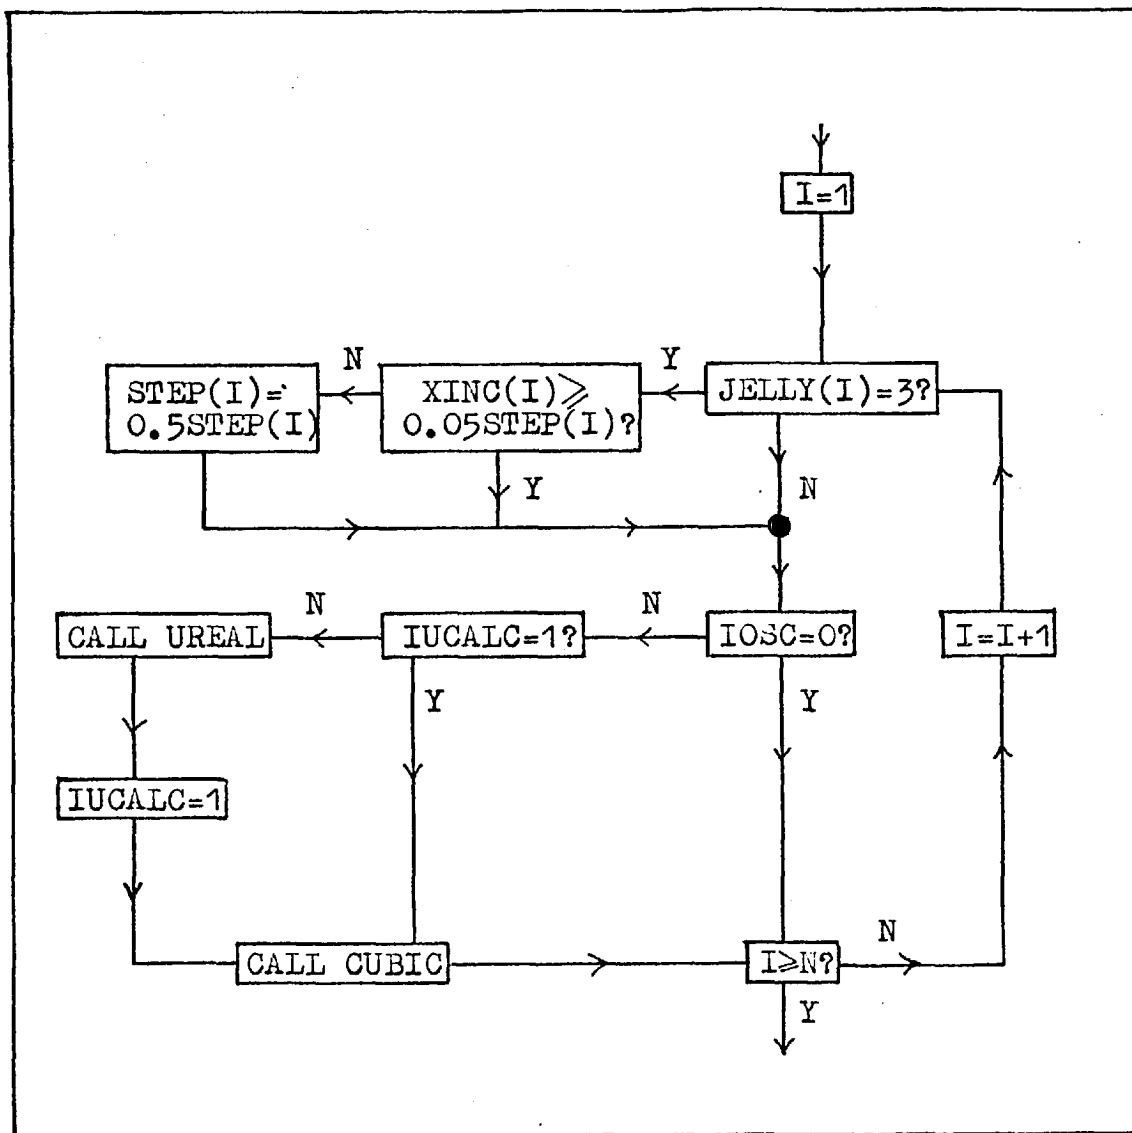 I=1
N
Y
STEP(I)=
0.5STEP(I)
XINC(I)⩾
0.05STEP(I)?
JELLY(I)=3?
Y
N
N
N
CALL UREAL
IUCALC=1?
IOSC=0?
I=I+1
Y
Y
IUCALC=1
N
CALL CUBIC
I⩾N?
Y